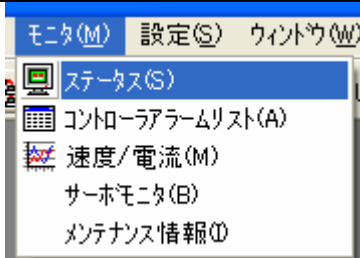 モニタ(M) 設定(S) ウィンドウ(W)
ステータス(S)
コントローラアラームリスト(A)
速度/電流(M)
サーボモニタ(B)
メンテナンス情報(I)